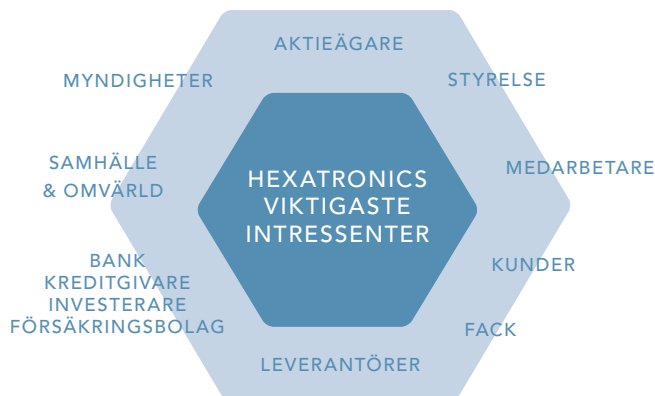 AKTIEÄGARE
MYNDIGHETER
STYRELSE
SAMHÄLLE
& OMVÄRLD
MEDARBETARE
HEXATRONICS
VIKTIGASTE
INTRESSENTER
BANK
KREDITGIVARE
INVESTERARE
FÖRSÄKRINGSBOLAG
KUNDER
FACK
LEVERANTÖRER